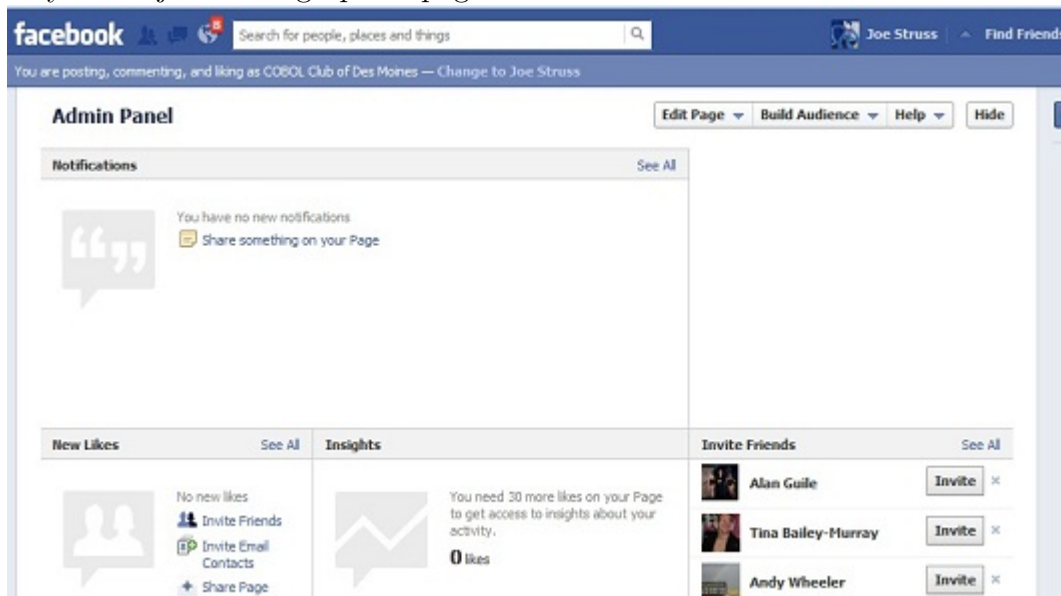 facebook
Search for people, places and things
Joe Struss
Find Friends
You are posting, commenting, and liking as COBOL Club of Des Moines — Change to Joe Struss
Admin Panel
Edit Page
Build Audience
Help
Hide
Notifications
See All
You have no new notifications
Share something on your Page
New Likes
See All
No new likes
Invite Friends
Invite Email
Contacts
Share Page
Insights
You need 30 more likes on your Page
to get access to insights about your
activity.
0 likes
Invite Friends
See All
Alan Guile
Invite
Tina Bailey-Murray
Invite
Andy Wheeler
Invite